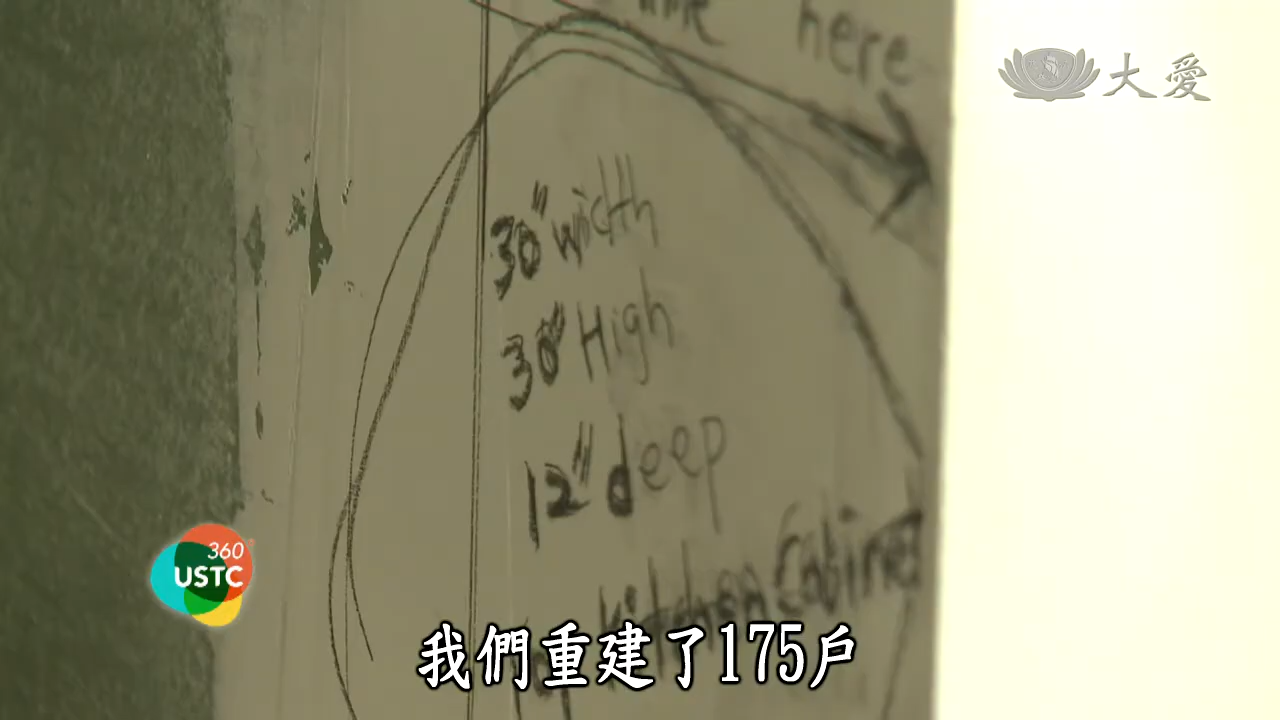 here
大愛
30" width
30" High
12" deep
kitchen Cabinet
360
USTC
我們重建了175戶